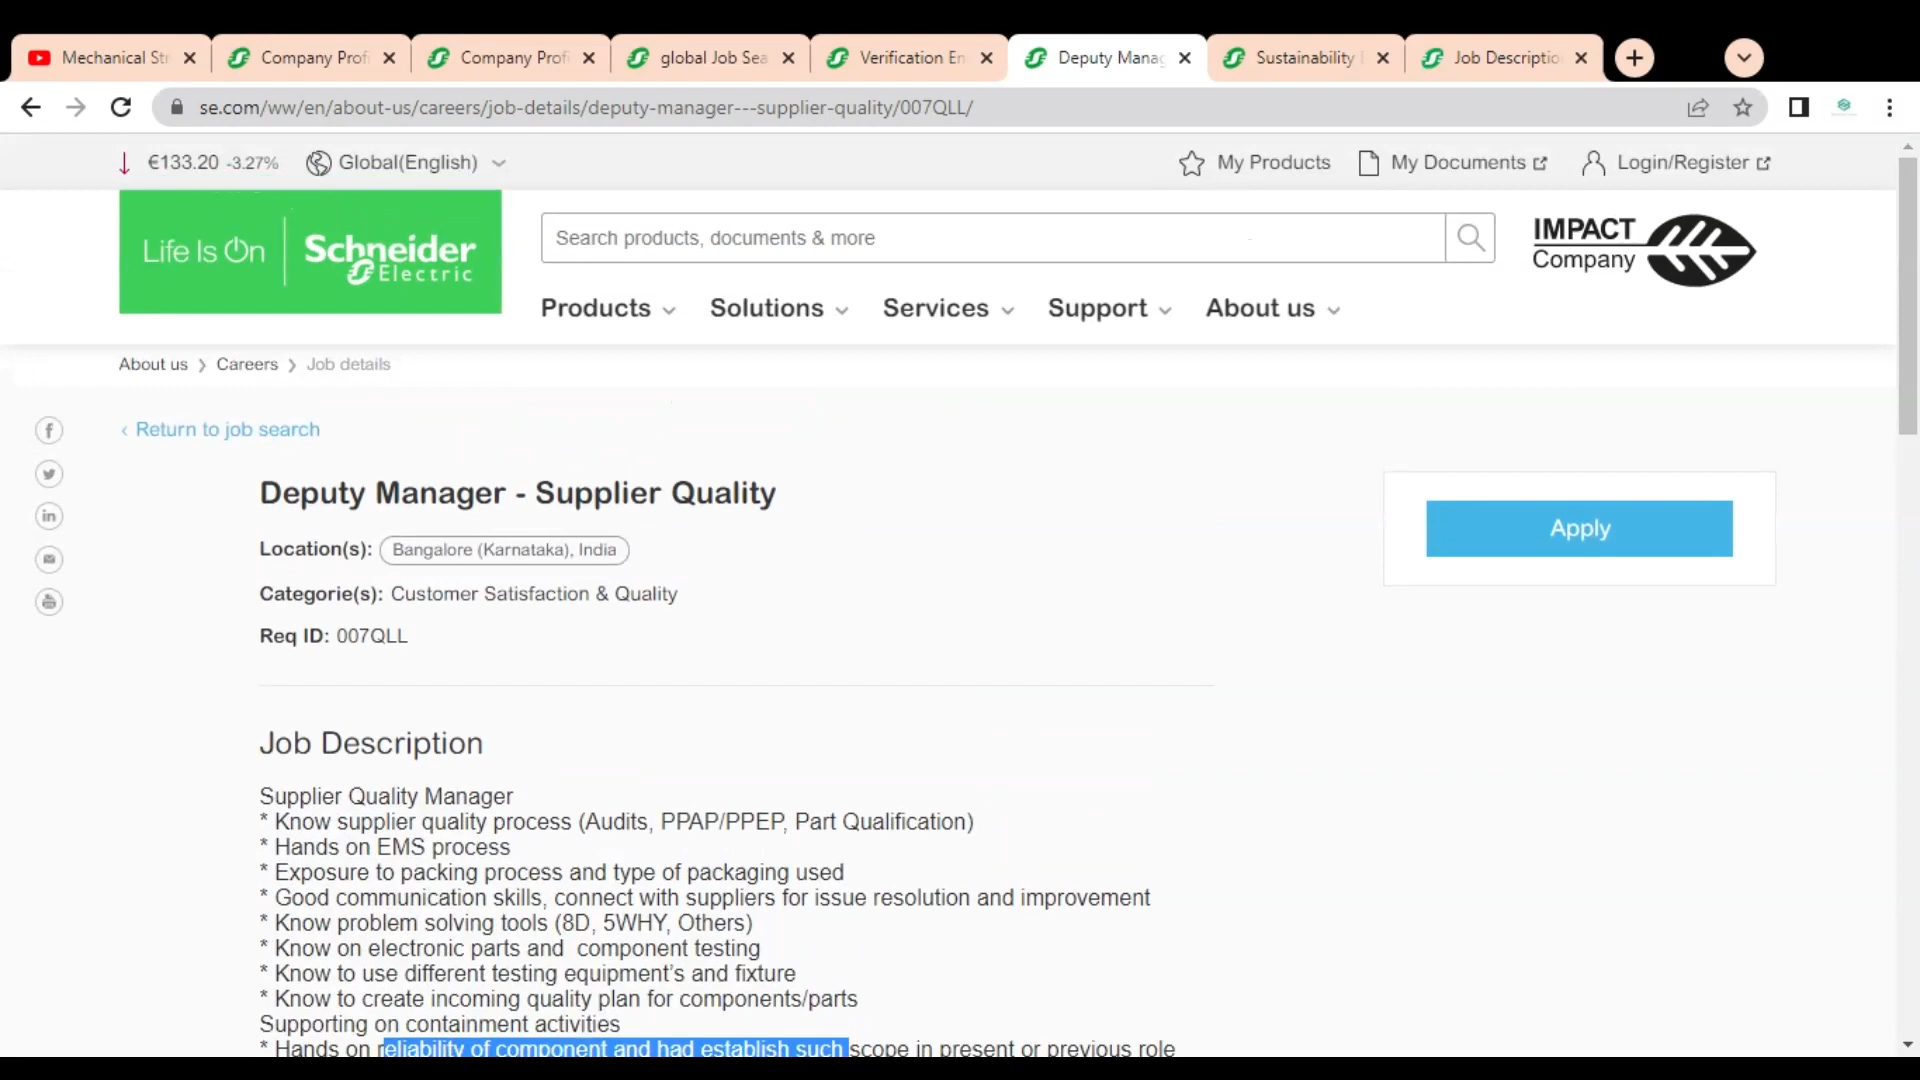 Mechanical St
Company Prof
Company Prof
global Job Sea
Verification En
Deputy Manag
Sustainability
Job Descriptio
se.com/ww/en/about-us/careers/job-details/deputy-manager---supplier-quality/007QLL/
€133.20 -3.27%
Global(English)
My Products
My Documents
Login/Register
Life Is On
Schneider
Electric
Search products, documents & more
IMPACT
Company
Products
Solutions
Services
Support
About us
About us
Careers
Job details
Return to job search
Deputy Manager - Supplier Quality
Location(s): Bangalore (Karnataka), India
Categorie(s): Customer Satisfaction & Quality
Req ID: 007QLL
Apply
Job Description
Supplier Quality Manager
* Know supplier quality process (Audits, PPAP/PPEP, Part Qualification)
* Hands on EMS process
* Exposure to packing process and type of packaging used
* Good communication skills, connect with suppliers for issue resolution and improvement
* Know problem solving tools (8D, 5WHY, Others)
* Know on electronic parts and  component testing
* Know to use different testing equipment's and fixture
* Know to create incoming quality plan for components/parts
Supporting on containment activities
* Hands on reliability of component and had establish such scope in present or previous role